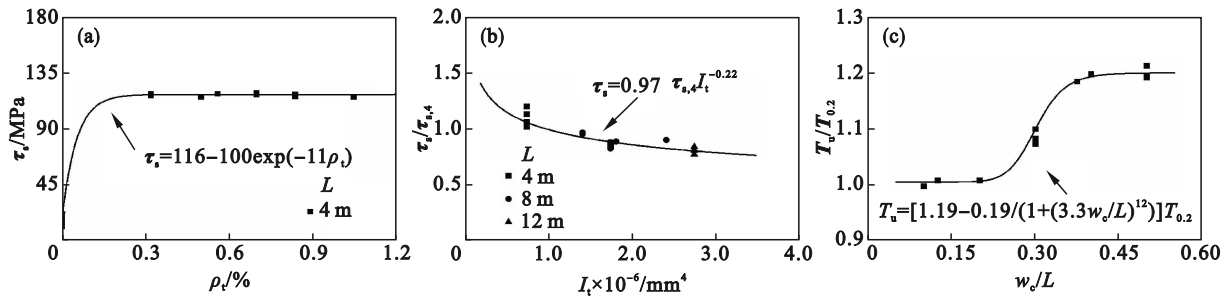 (a)
180
135
90
45
0
τs/MPa
τs=116−100exp(−11ρt)
L
4 m
0 0.3 0.6 0.9 1.2
ρt/%
(b)
2.0
1.5
1.0
0.5
0
τs/τs,4
τs=0.97 τs,4It^−0.22
L
4 m
8 m
12 m
0 1.0 2.0 3.0 4.0
It×10^−6/mm^4
(c)
1.3
1.2
1.1
1.0
0.9
Tu/T0.2
Tu=[1.19−0.19/(1+(3.3wc/L)^12)]T0.2
0 0.15 0.30 0.45 0.60
wc/L